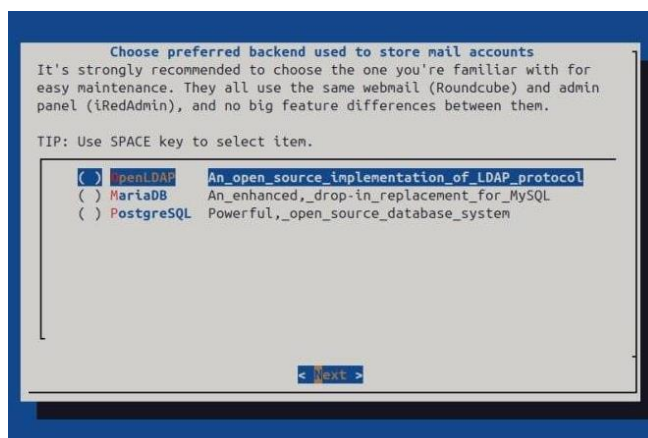 Choose preferred backend used to store mail accounts
It's strongly recommended to choose the one you're familiar with for
easy maintenance. They all use the same webmail (Roundcube) and admin
panel (iRedAdmin), and no big feature differences between them.
TIP: Use SPACE key to select item.
( ) OpenLDAP An_open_source_implementation_of_LDAP_protocol
( ) MariaDB An_enhanced,_drop-in_replacement_for_MySQL
( ) PostgreSQL Powerful,_open_source_database_system
< Next >